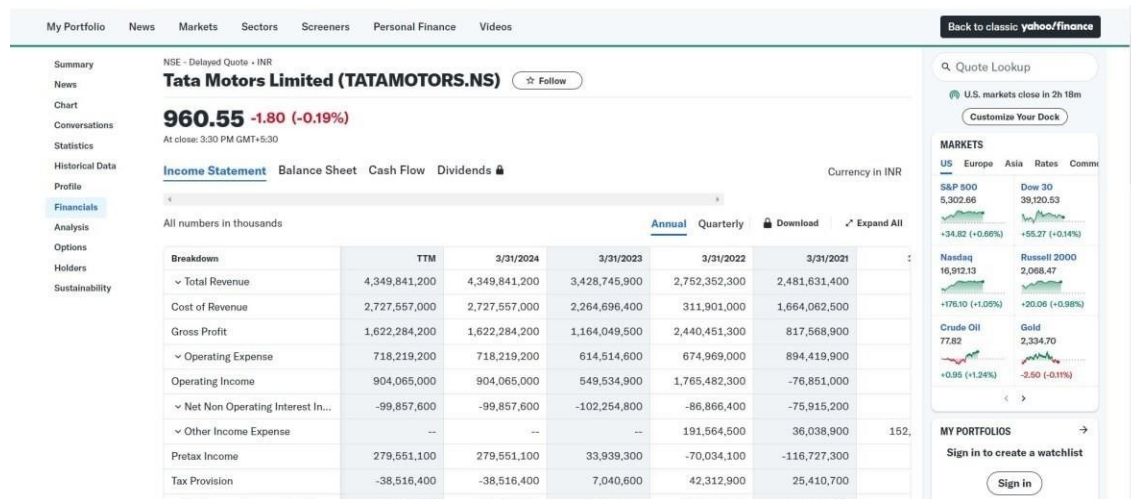 My Portfolio News Markets Sectors Screeners Personal Finance Videos Back to classic yahoo!finance
Summary
News
Chart
Conversations
Statistics
Historical Data
Profile
Financials
Analysis
Options
Holders
Sustainability
NSE - Delayed Quote • INR
Tata Motors Limited (TATAMOTORS.NS) ☆ Follow
960.55 -1.80 (-0.19%)
At close: 3:30 PM GMT+5:30
Income Statement Balance Sheet Cash Flow Dividends Currency in INR
All numbers in thousands Annual Quarterly Download Expand All
Breakdown TTM 3/31/2024 3/31/2023 3/31/2022 3/31/2021
Total Revenue 4,349,841,200 4,349,841,200 3,428,745,900 2,752,352,300 2,481,631,400
Cost of Revenue 2,727,557,000 2,727,557,000 2,264,696,400 311,901,000 1,664,062,500
Gross Profit 1,622,284,200 1,622,284,200 1,164,049,500 2,440,451,300 817,568,900
Operating Expense 718,219,200 718,219,200 614,514,600 674,969,000 894,419,900
Operating Income 904,065,000 904,065,000 549,534,900 1,765,482,300 -76,851,000
Net Non Operating Interest In... -99,857,600 -99,857,600 -102,254,800 -86,866,400 -75,915,200
Other Income Expense -- -- -- 191,564,500 36,038,900 152,
Pretax Income 279,551,100 279,551,100 33,939,300 -70,034,100 -116,727,300
Tax Provision -38,516,400 -38,516,400 7,040,600 42,312,900 25,410,700
Quote Lookup
U.S. markets close in 2h 18m
Customize Your Dock
MARKETS
US Europe Asia Rates Comm
S&P 500 Dow 30
5,302.66 39,120.53
+34.82 (+0.66%) +55.27 (+0.14%)
Nasdaq Russell 2000
16,912.13 2,068.47
+176.10 (+1.05%) +20.06 (+0.98%)
Crude Oil Gold
77.82 2,334.70
+0.95 (+1.24%) -2.50 (-0.11%)
MY PORTFOLIOS
Sign in to create a watchlist
Sign in